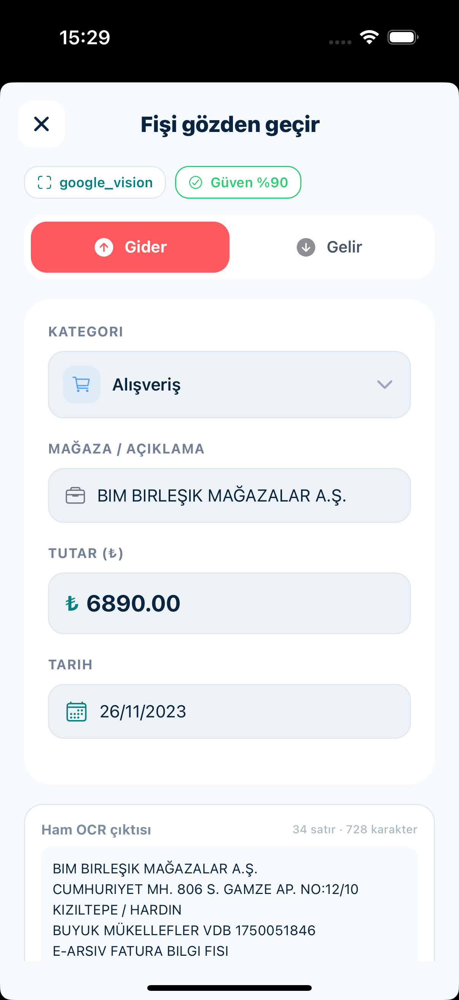 15:29
Fişi gözden geçir
google_vision
Güven %90
Gider
Gelir
KATEGORI
Alışveriş
MAĞAZA / AÇIKLAMA
BIM BIRLEŞIK MAĞAZALAR A.Ş.
TUTAR (₺)
₺ 6890.00
TARIH
26/11/2023
Ham OCR çıktısı
34 satır · 728 karakter
BIM BIRLEŞIK MAĞAZALAR A.Ş.
CUMHURIYET MH. 806 S. GAMZE AP. NO:12/10
KIZILTEPE / HARDIN
BUYUK MÜKELLEFLER VDB 1750051846
E-ARSIV FATURA BILGI FISI